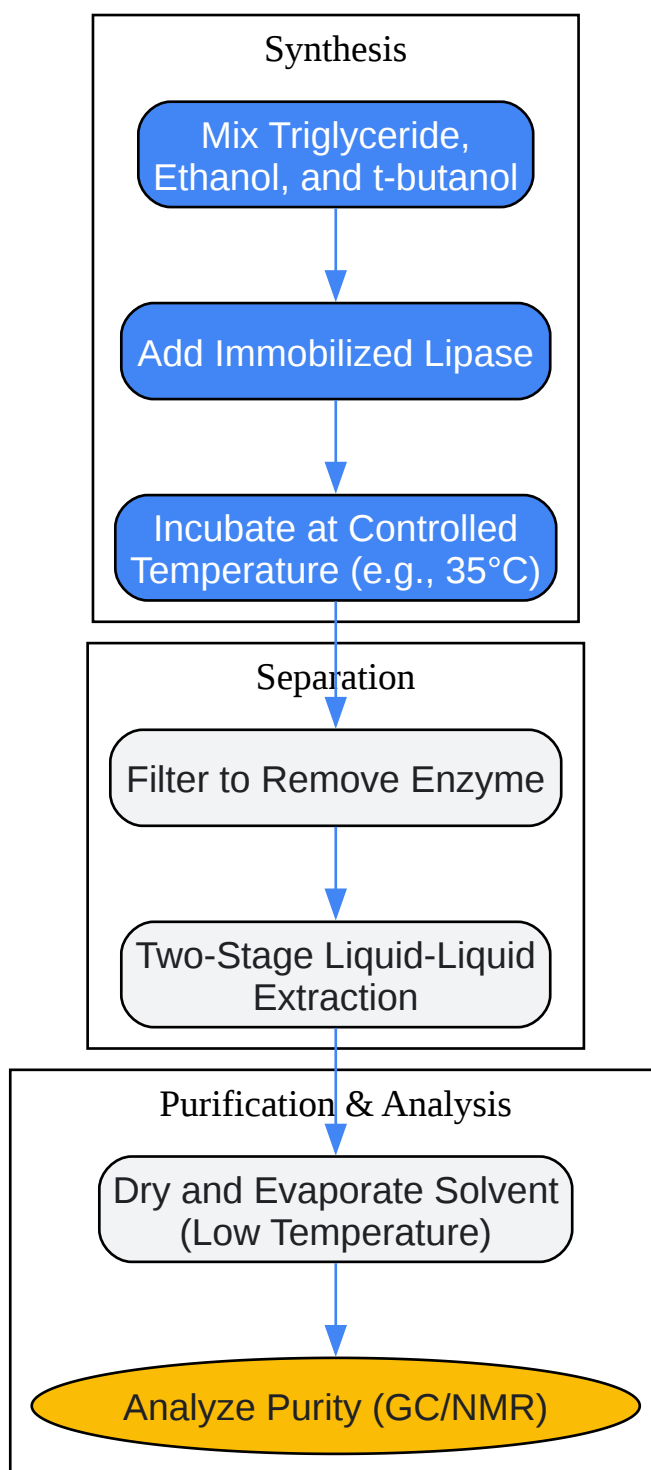 Synthesis
Mix Triglyceride,
Ethanol, and t-butanol
Add Immobilized Lipase
Incubate at Controlled
Temperature (e.g., 35°C)
Separation
Filter to Remove Enzyme
Two-Stage Liquid-Liquid
Extraction
Purification & Analysis
Dry and Evaporate Solvent
(Low Temperature)
Analyze Purity (GC/NMR)